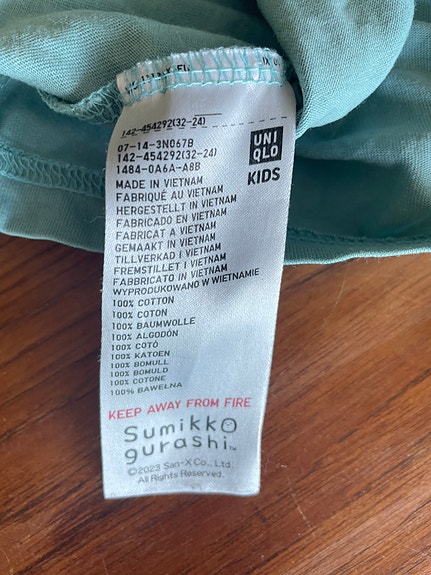 142-454292(32-24)
07-14-3N067B
142-454292(32-24)
1484-0A6A-A8B
UNI
QLO
KIDS
MADE IN VIETNAM
FABRIQUÉ AU VIETNAM
HERGESTELLT IN VIETNAM
FABRICADO EN VIETNAM
FABRICAT A VIETNAM
GEMAAKT IN VIETNAM
TILLVERKAD I VIETNAM
FREMSTILLET I VIETNAM
FABBRICATO IN VIETNAM
WYPRODUKOWANO W WIETNAMIE
100% COTTON
100% COTON
100% BAUMWOLLE
100% ALGODÓN
100% COTÓ
100% KATOEN
100% BOMULL
100% BOMULD
100% COTONE
100% BAWEŁNA
KEEP AWAY FROM FIRE
Sumikko
gurashi™
©2023 San-X Co., Ltd.
All Rights Reserved.